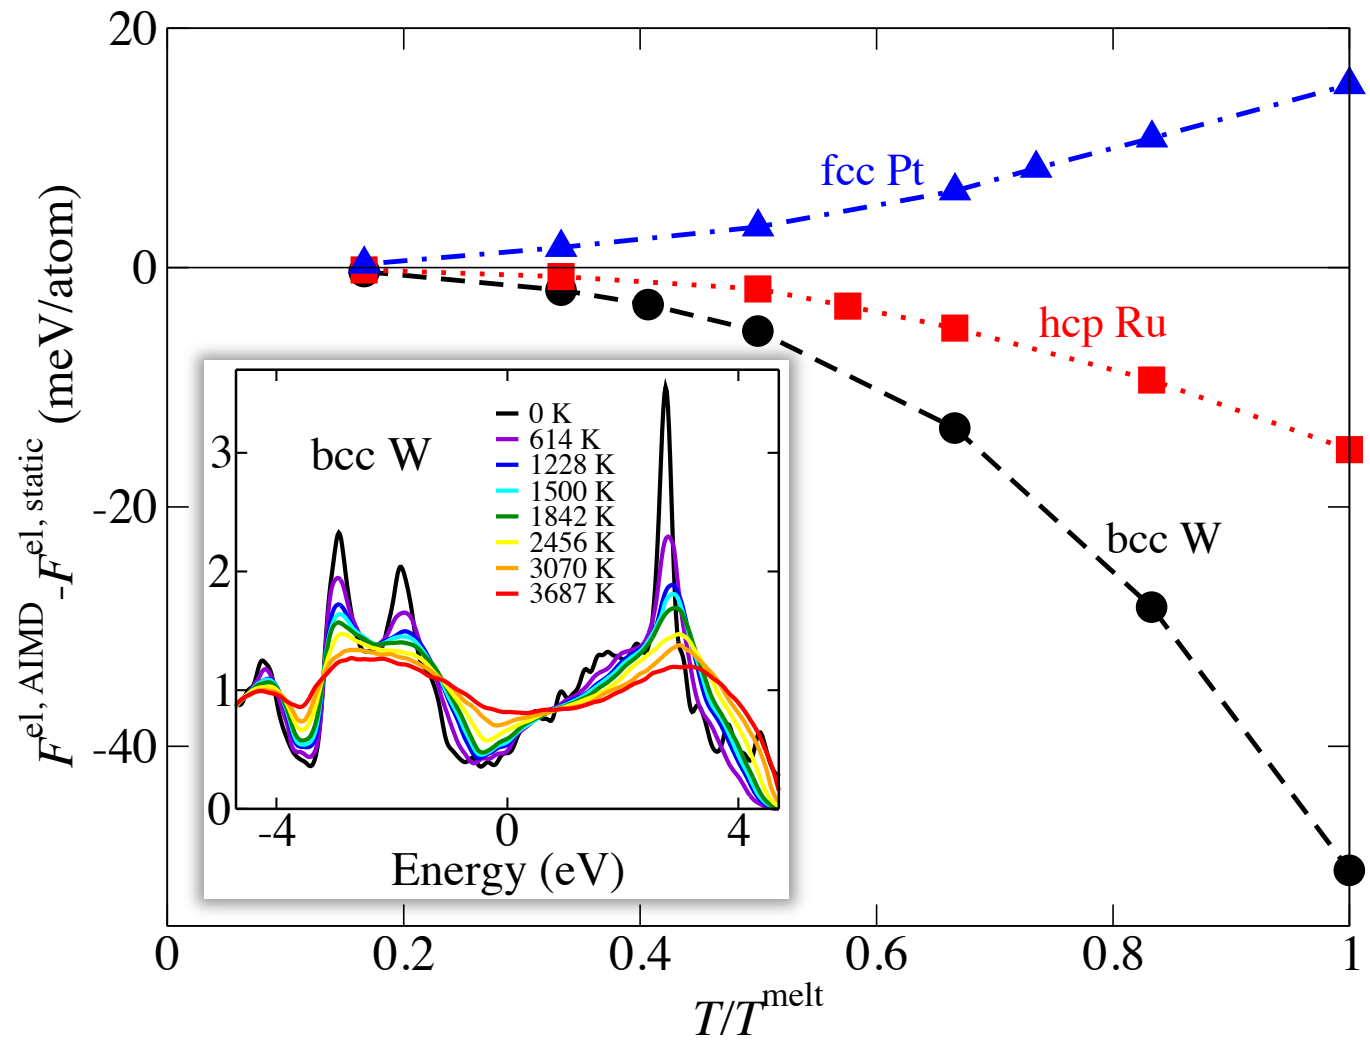 20
0
-20
-40
F^el, AIMD -F^el, static (meV/atom)
fcc Pt
hcp Ru
bcc W
bcc W
0 K
614 K
1228 K
1500 K
1842 K
2456 K
3070 K
3687 K
3
2
1
0
-4 0 4
Energy (eV)
0 0.2 0.4 0.6 0.8 1
T/T^melt